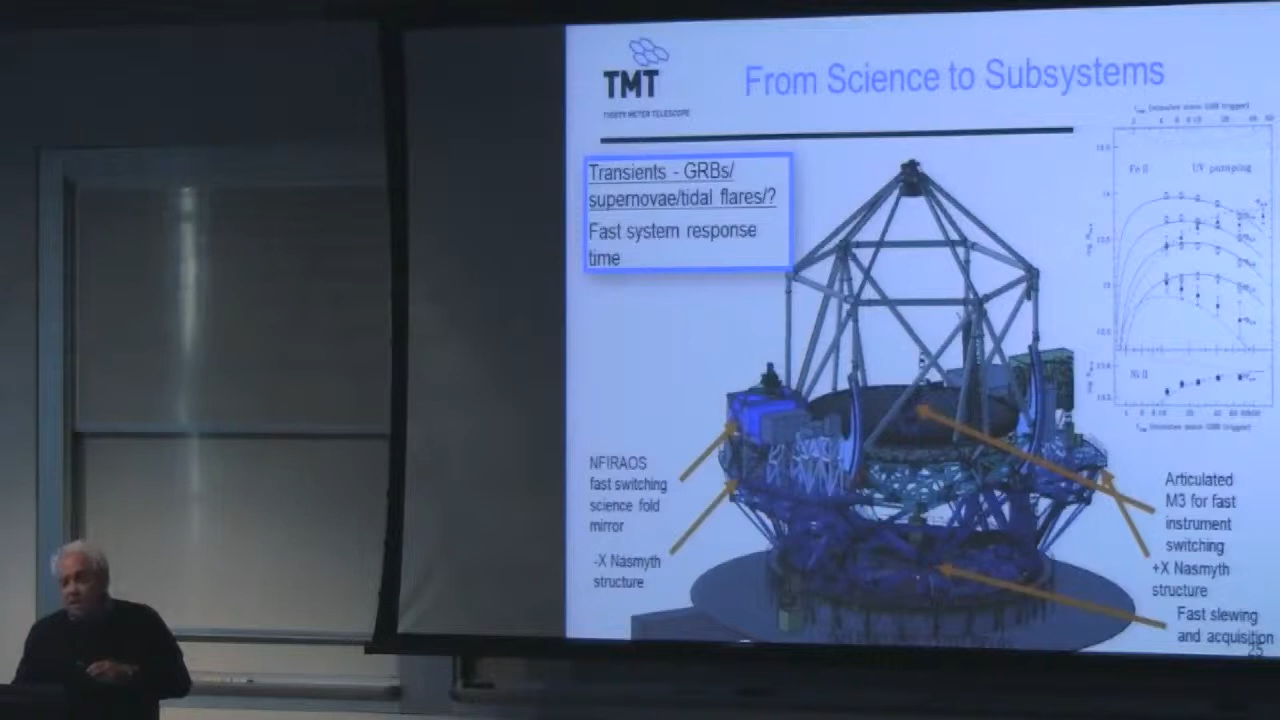 TMT
THIRTY METER TELESCOPE
From Science to Subsystems
Transients - GRBs/
supernovae/tidal flares/?
Fast system response
time
Fe II
UV pumping
Ni II
NFIRAOS
fast switching
science fold
mirror
-X Nasmyth
structure
Articulated
M3 for fast
instrument
switching
+X Nasmyth
structure
Fast slewing
and acquisition
25